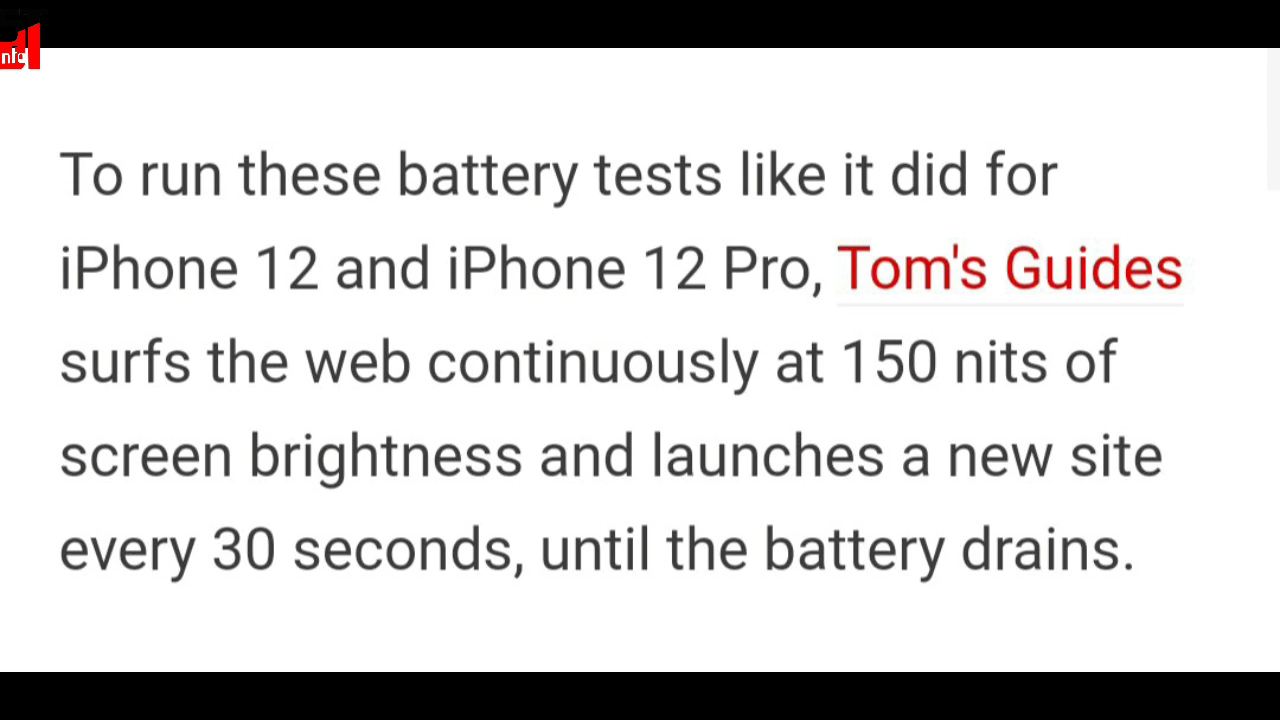 To run these battery tests like it did for
iPhone 12 and iPhone 12 Pro, Tom's Guides
surfs the web continuously at 150 nits of
screen brightness and launches a new site
every 30 seconds, until the battery drains.